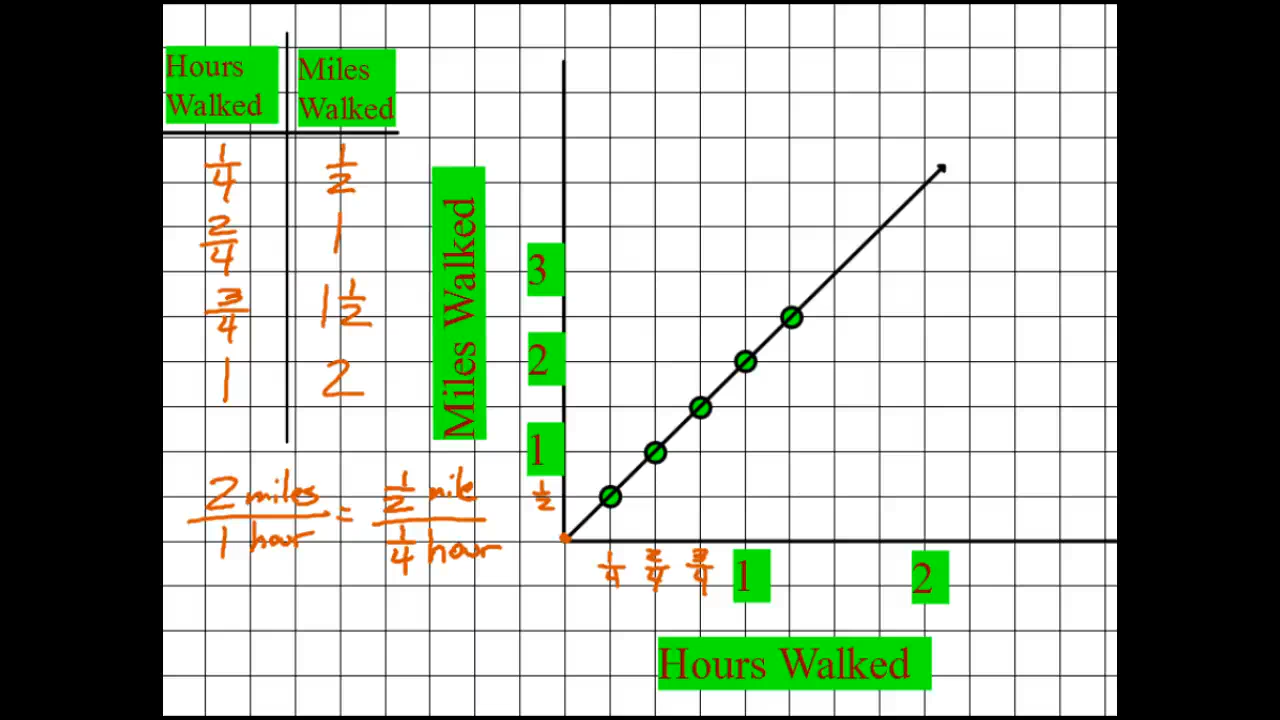 Hours Walked
Miles Walked
1/4 1/2
2/4 1
3/4 1 1/2
1 2
2 miles / 1 hour = 1/2 mile / 1/4 hour
Miles Walked
3
2
1
1/2
1/4 2/4 3/4 1 2
Hours Walked